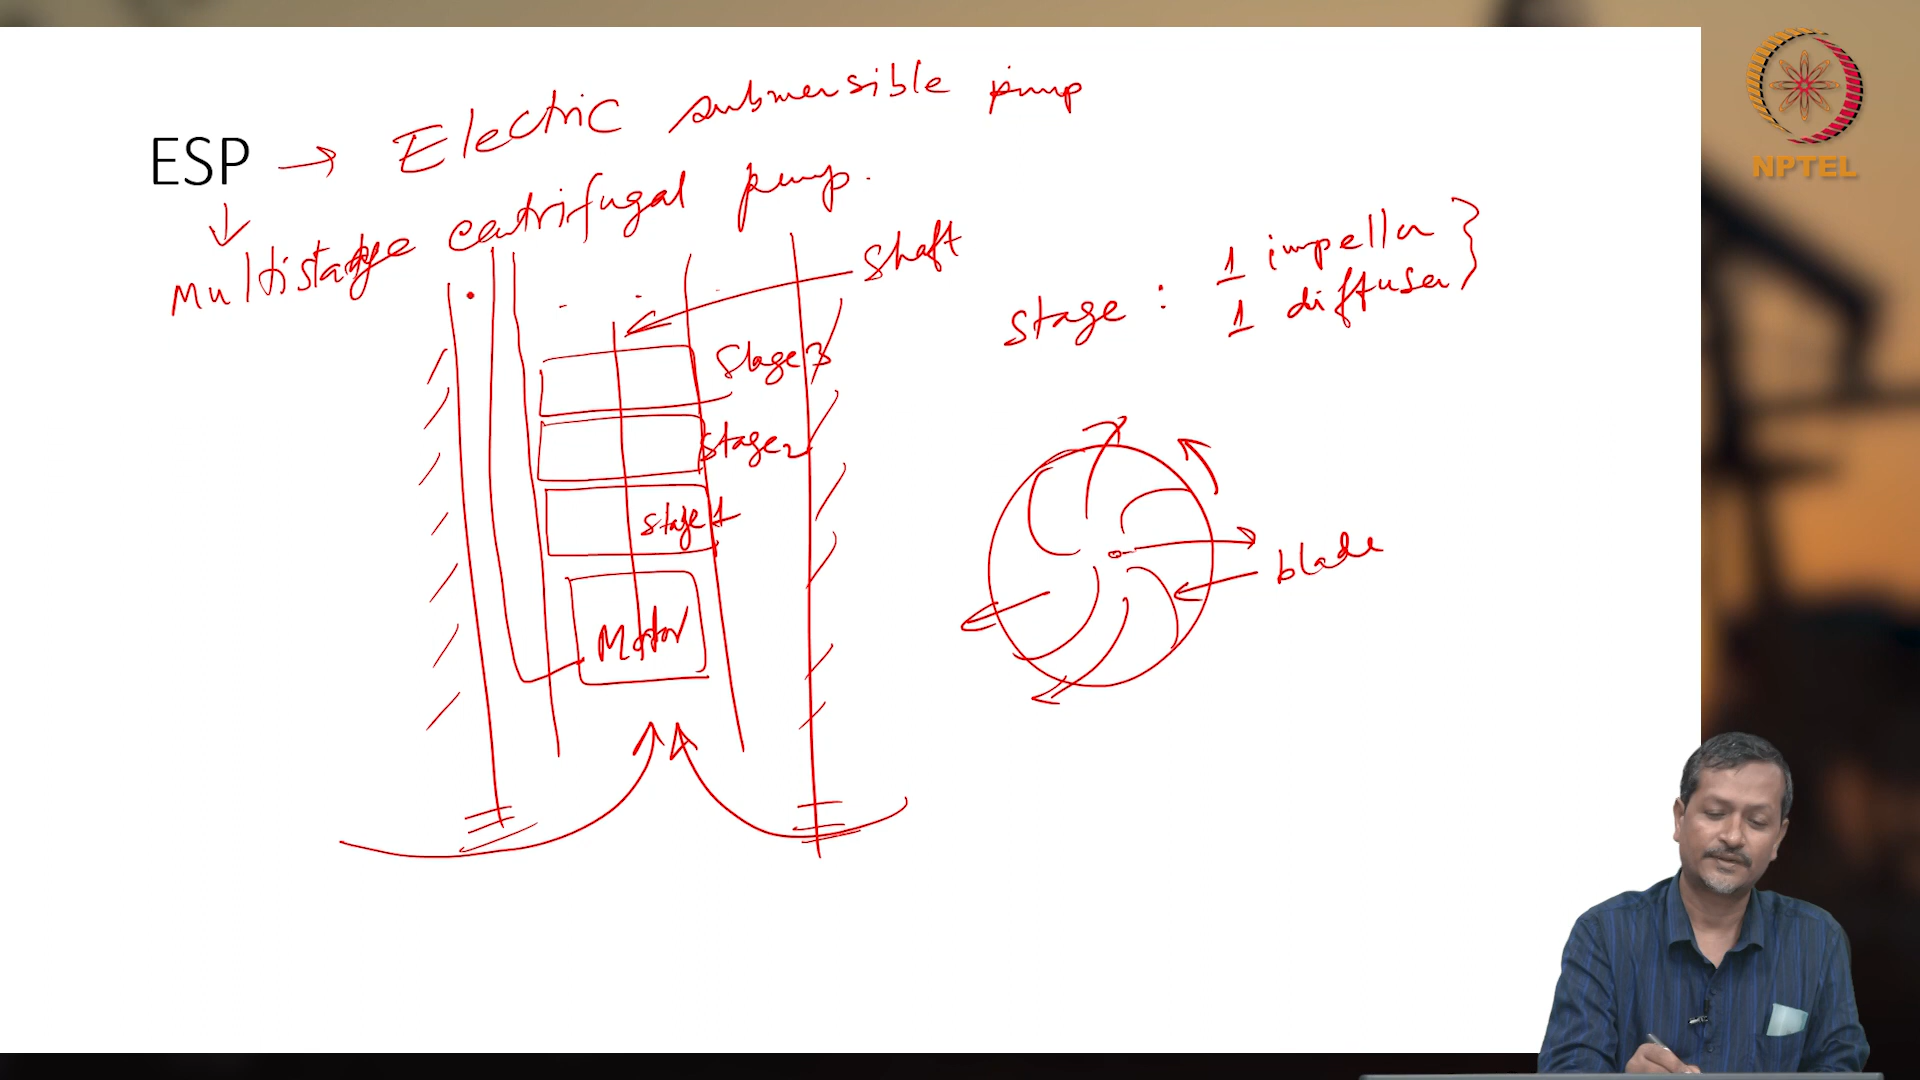 ESP → Electric submersible pump
Multistage centrifugal pump.
shaft
stage : 1 impeller
1 diffuser
Stage 3
stage 2
stage 1
Motor
blade
NPTEL